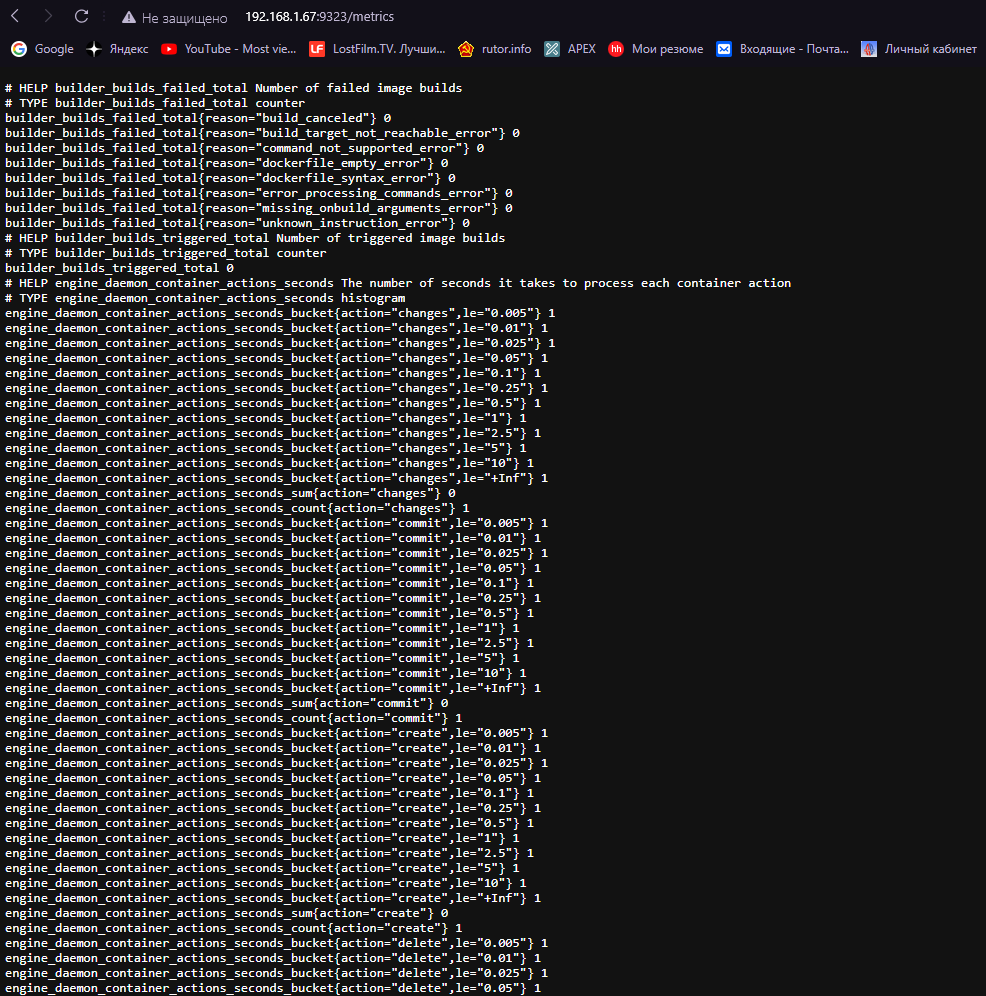 Не защищено 192.168.1.67:9323/metrics
Google Яндекс YouTube - Most vie... LF LostFilm.TV. Лучши... rutor.info APEX hh Мои резюме Входящие - Почта... Личный кабинет
# HELP builder_builds_failed_total Number of failed image builds
# TYPE builder_builds_failed_total counter
builder_builds_failed_total{reason="build_canceled"} 0
builder_builds_failed_total{reason="build_target_not_reachable_error"} 0
builder_builds_failed_total{reason="command_not_supported_error"} 0
builder_builds_failed_total{reason="dockerfile_empty_error"} 0
builder_builds_failed_total{reason="dockerfile_syntax_error"} 0
builder_builds_failed_total{reason="error_processing_commands_error"} 0
builder_builds_failed_total{reason="missing_onbuild_arguments_error"} 0
builder_builds_failed_total{reason="unknown_instruction_error"} 0
# HELP builder_builds_triggered_total Number of triggered image builds
# TYPE builder_builds_triggered_total counter
builder_builds_triggered_total 0
# HELP engine_daemon_container_actions_seconds The number of seconds it takes to process each container action
# TYPE engine_daemon_container_actions_seconds histogram
engine_daemon_container_actions_seconds_bucket{action="changes",le="0.005"} 1
engine_daemon_container_actions_seconds_bucket{action="changes",le="0.01"} 1
engine_daemon_container_actions_seconds_bucket{action="changes",le="0.025"} 1
engine_daemon_container_actions_seconds_bucket{action="changes",le="0.05"} 1
engine_daemon_container_actions_seconds_bucket{action="changes",le="0.1"} 1
engine_daemon_container_actions_seconds_bucket{action="changes",le="0.25"} 1
engine_daemon_container_actions_seconds_bucket{action="changes",le="0.5"} 1
engine_daemon_container_actions_seconds_bucket{action="changes",le="1"} 1
engine_daemon_container_actions_seconds_bucket{action="changes",le="2.5"} 1
engine_daemon_container_actions_seconds_bucket{action="changes",le="5"} 1
engine_daemon_container_actions_seconds_bucket{action="changes",le="10"} 1
engine_daemon_container_actions_seconds_bucket{action="changes",le="+Inf"} 1
engine_daemon_container_actions_seconds_sum{action="changes"} 0
engine_daemon_container_actions_seconds_count{action="changes"} 1
engine_daemon_container_actions_seconds_bucket{action="commit",le="0.005"} 1
engine_daemon_container_actions_seconds_bucket{action="commit",le="0.01"} 1
engine_daemon_container_actions_seconds_bucket{action="commit",le="0.025"} 1
engine_daemon_container_actions_seconds_bucket{action="commit",le="0.05"} 1
engine_daemon_container_actions_seconds_bucket{action="commit",le="0.1"} 1
engine_daemon_container_actions_seconds_bucket{action="commit",le="0.25"} 1
engine_daemon_container_actions_seconds_bucket{action="commit",le="0.5"} 1
engine_daemon_container_actions_seconds_bucket{action="commit",le="1"} 1
engine_daemon_container_actions_seconds_bucket{action="commit",le="2.5"} 1
engine_daemon_container_actions_seconds_bucket{action="commit",le="5"} 1
engine_daemon_container_actions_seconds_bucket{action="commit",le="10"} 1
engine_daemon_container_actions_seconds_bucket{action="commit",le="+Inf"} 1
engine_daemon_container_actions_seconds_sum{action="commit"} 0
engine_daemon_container_actions_seconds_count{action="commit"} 1
engine_daemon_container_actions_seconds_bucket{action="create",le="0.005"} 1
engine_daemon_container_actions_seconds_bucket{action="create",le="0.01"} 1
engine_daemon_container_actions_seconds_bucket{action="create",le="0.025"} 1
engine_daemon_container_actions_seconds_bucket{action="create",le="0.05"} 1
engine_daemon_container_actions_seconds_bucket{action="create",le="0.1"} 1
engine_daemon_container_actions_seconds_bucket{action="create",le="0.25"} 1
engine_daemon_container_actions_seconds_bucket{action="create",le="0.5"} 1
engine_daemon_container_actions_seconds_bucket{action="create",le="1"} 1
engine_daemon_container_actions_seconds_bucket{action="create",le="2.5"} 1
engine_daemon_container_actions_seconds_bucket{action="create",le="5"} 1
engine_daemon_container_actions_seconds_bucket{action="create",le="10"} 1
engine_daemon_container_actions_seconds_bucket{action="create",le="+Inf"} 1
engine_daemon_container_actions_seconds_sum{action="create"} 0
engine_daemon_container_actions_seconds_count{action="create"} 1
engine_daemon_container_actions_seconds_bucket{action="delete",le="0.005"} 1
engine_daemon_container_actions_seconds_bucket{action="delete",le="0.01"} 1
engine_daemon_container_actions_seconds_bucket{action="delete",le="0.025"} 1
engine_daemon_container_actions_seconds_bucket{action="delete",le="0.05"} 1